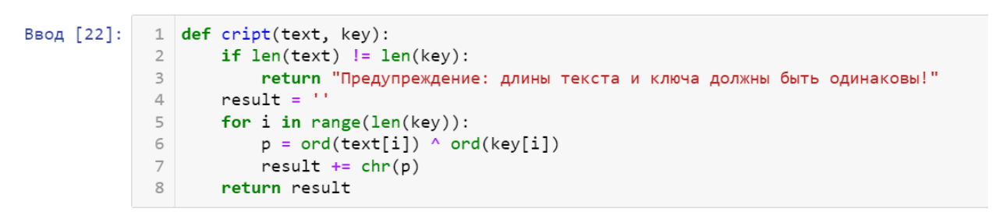 Ввод [22]:
1 def cript(text, key):
2     if len(text) != len(key):
3         return "Предупреждение: длины текста и ключа должны быть одинаковы!"
4     result = ''
5     for i in range(len(key)):
6         p = ord(text[i]) ^ ord(key[i])
7         result += chr(p)
8     return result